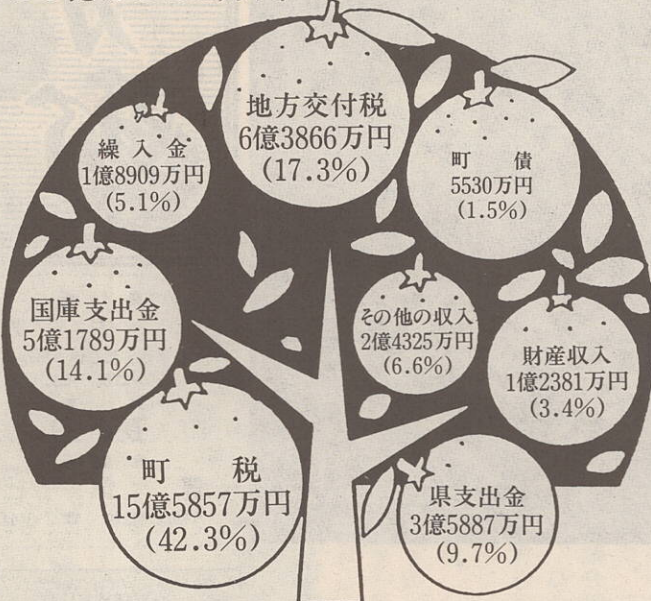 地方交付税
6億3866万円
(17.3%)
繰入金
1億8909万円
(5.1%)
町債
5530万円
(1.5%)
国庫支出金
5億1789万円
(14.1%)
その他の収入
2億4325万円
(6.6%)
財産収入
1億2381万円
(3.4%)
町税
15億5857万円
(42.3%)
県支出金
3億5887万円
(9.7%)